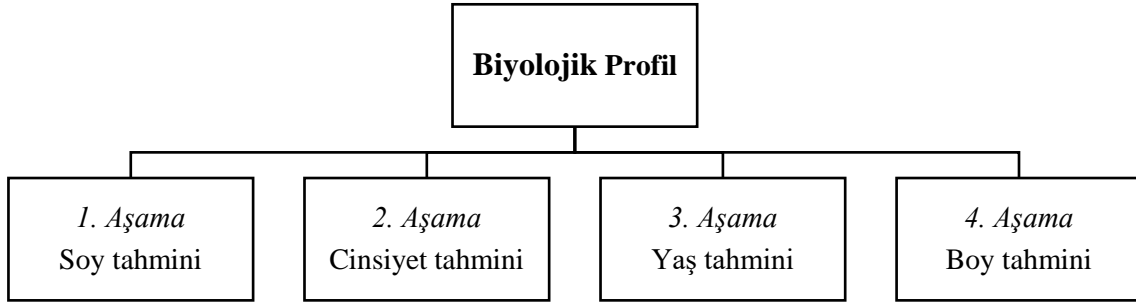 Biyolojik Profil
1. Aşama
Soy tahmini
2. Aşama
Cinsiyet tahmini
3. Aşama
Yaş tahmini
4. Aşama
Boy tahmini